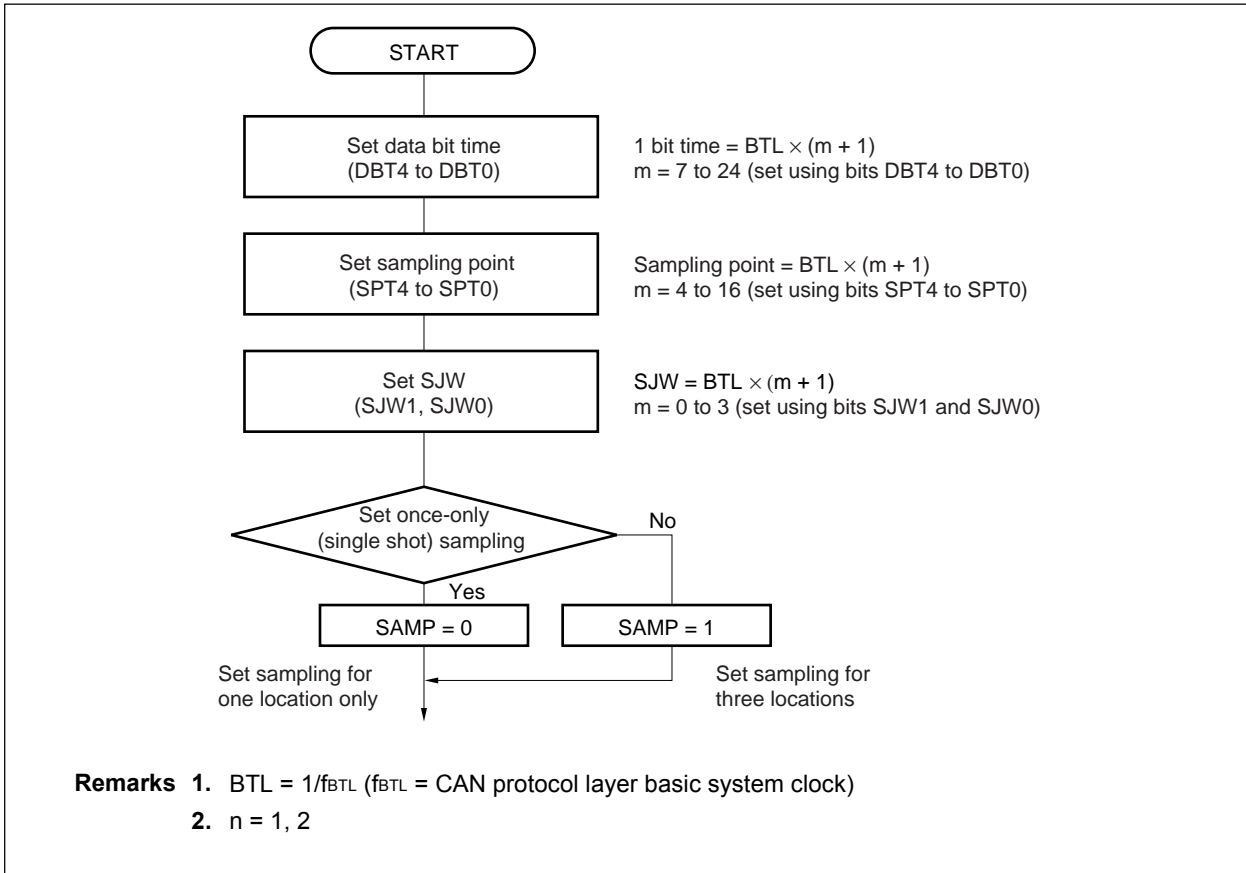 START
Set data bit time
(DBT4 to DBT0)
1 bit time = BTL × (m + 1)
m = 7 to 24 (set using bits DBT4 to DBT0)
Set sampling point
(SPT4 to SPT0)
Sampling point = BTL × (m + 1)
m = 4 to 16 (set using bits SPT4 to SPT0)
Set SJW
(SJW1, SJW0)
SJW = BTL × (m + 1)
m = 0 to 3 (set using bits SJW1 and SJW0)
Set once-only
(single shot) sampling
No
Yes
SAMP = 0
SAMP = 1
Set sampling for
one location only
Set sampling for
three locations
Remarks 1. BTL = 1/fBTL (fBTL = CAN protocol layer basic system clock)
2. n = 1, 2